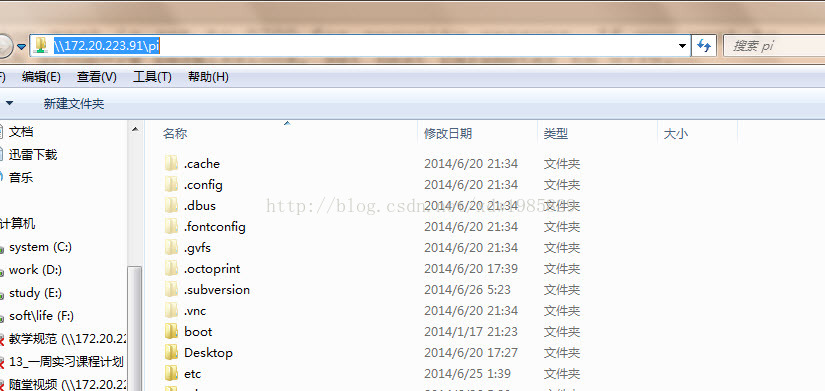 \\172.20.223.91\pi
搜索 pi
F) 编辑(E) 查看(V) 工具(T) 帮助(H)
新建文件夹
文档
迅雷下载
音乐
计算机
system (C:)
work (D:)
study (E:)
soft\life (F:)
教学规范 (\\172.20.22
13_一周实习课程计划
随堂视频 (\\172.20.22
名称 修改日期 类型 大小
.cache 2014/6/20 21:34 文件夹
.config 2014/6/20 21:34 文件夹
.dbus 2014/6/20 21:34 文件夹
.fontconfig 2014/6/20 21:34 文件夹
.gvfs 2014/6/20 21:34 文件夹
.octoprint 2014/6/20 17:39 文件夹
.subversion 2014/6/26 5:23 文件夹
.vnc 2014/6/20 21:34 文件夹
boot 2014/1/17 21:23 文件夹
Desktop 2014/6/20 17:27 文件夹
etc 2014/6/25 1:39 文件夹
http://blog.csdn.net/